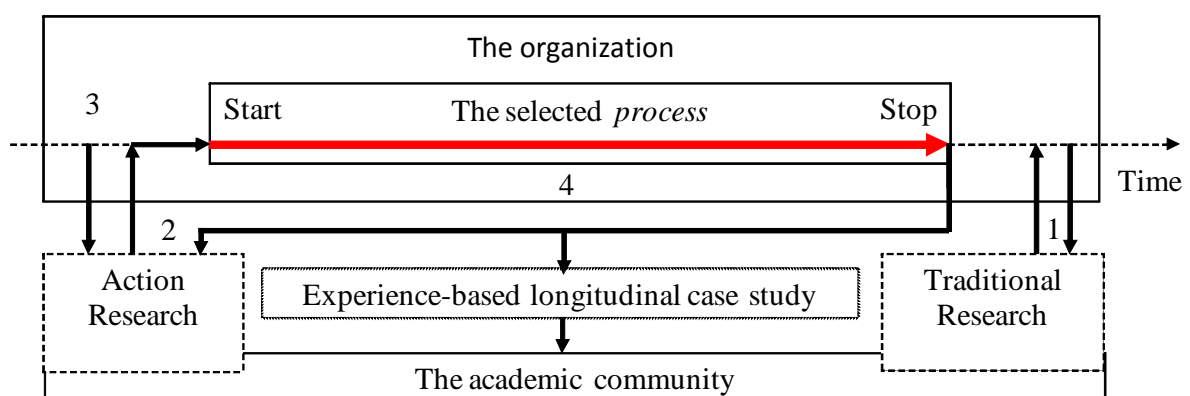 The organization
3
Start The selected process Stop
4
Time
2
1
Action
Research
Experience-based longitudinal case study
Traditional
Research
The academic community